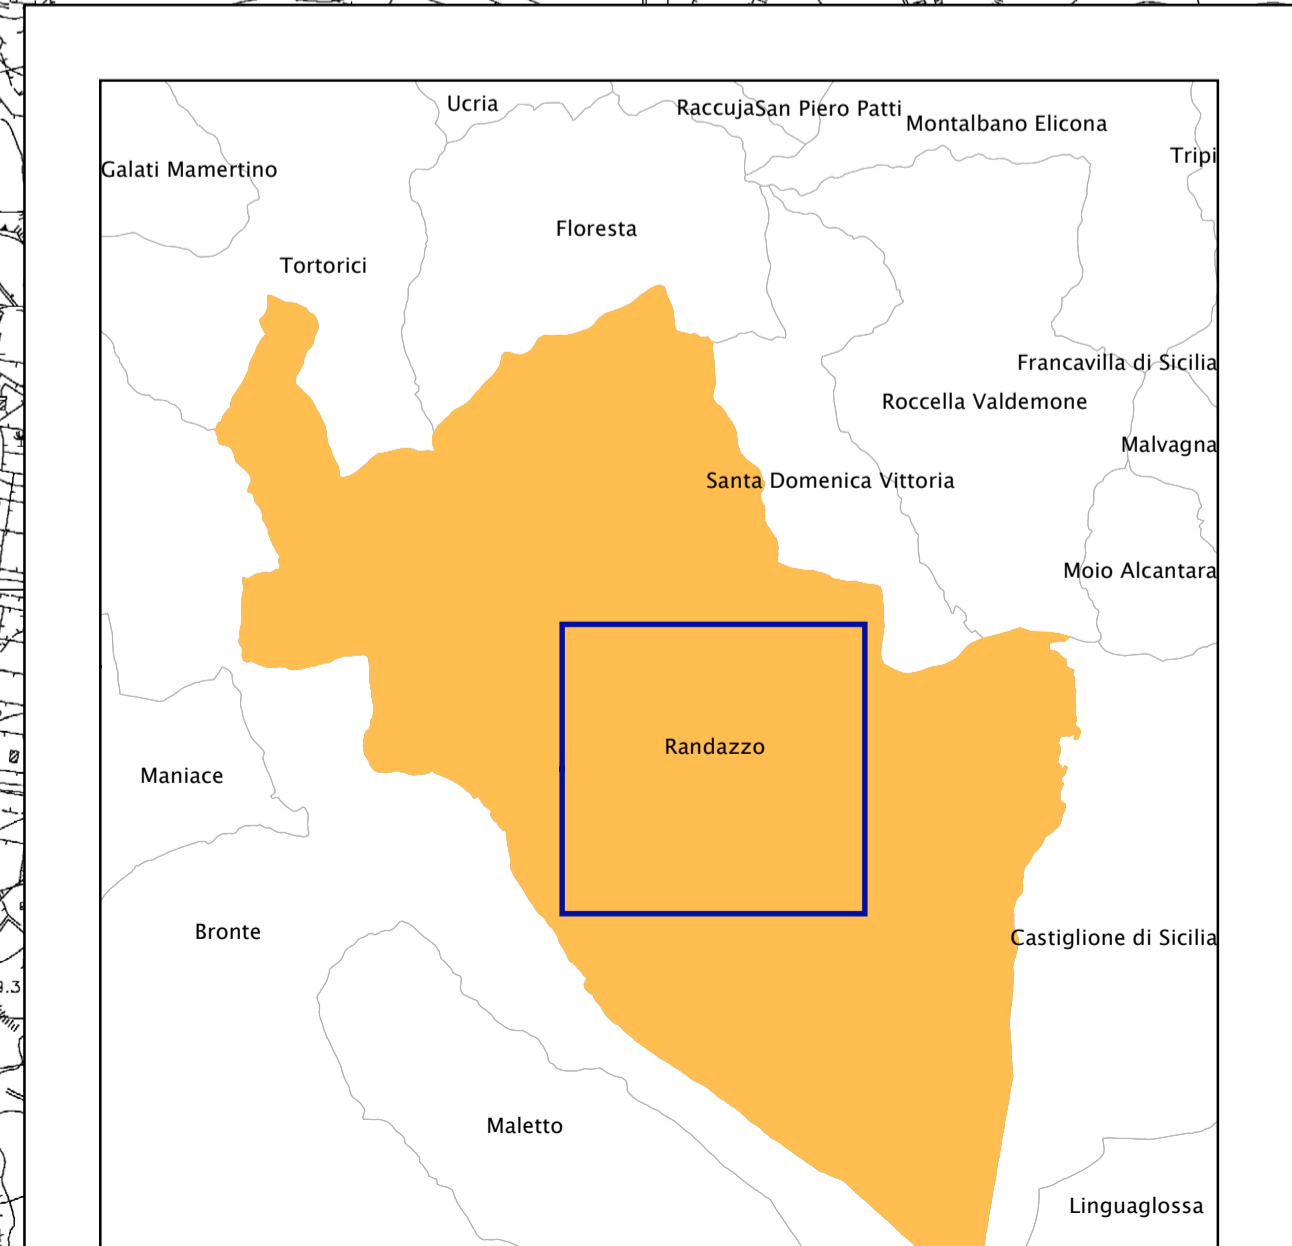 Ucria
RaccujaSan Piero Patti
Montalbano Elicona
Tripi
Galati Mamertino
Floresta
Tortorici
Francavilla di Sicilia
Roccella Valdemone
Malvagna
Santa Domenica Vittoria
Moio Alcantara
Randazzo
Maniace
Bronte
Castiglione di Sicilia
Maletto
Linguaglossa